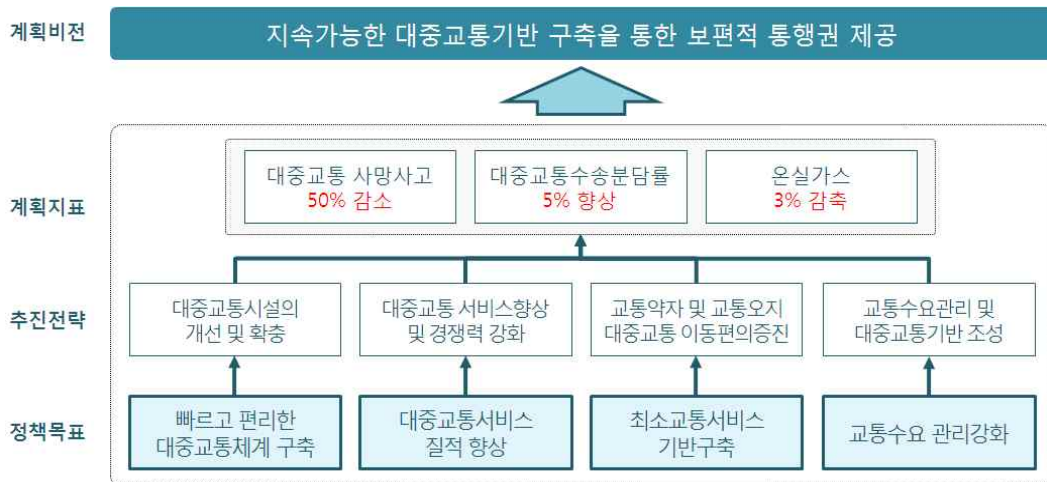 계획비전
지속가능한 대중교통기반 구축을 통한 보편적 통행권 제공
계획지표
대중교통 사망사고
50% 감소
대중교통수송분담률
5% 향상
온실가스
3% 감축
추진전략
대중교통시설의
개선 및 확충
대중교통 서비스향상
및 경쟁력 강화
교통약자 및 교통오지
대중교통 이동편의증진
교통수요관리 및
대중교통기반 조성
정책목표
빠르고 편리한
대중교통체계 구축
대중교통서비스
질적 향상
최소교통서비스
기반구축
교통수요 관리강화